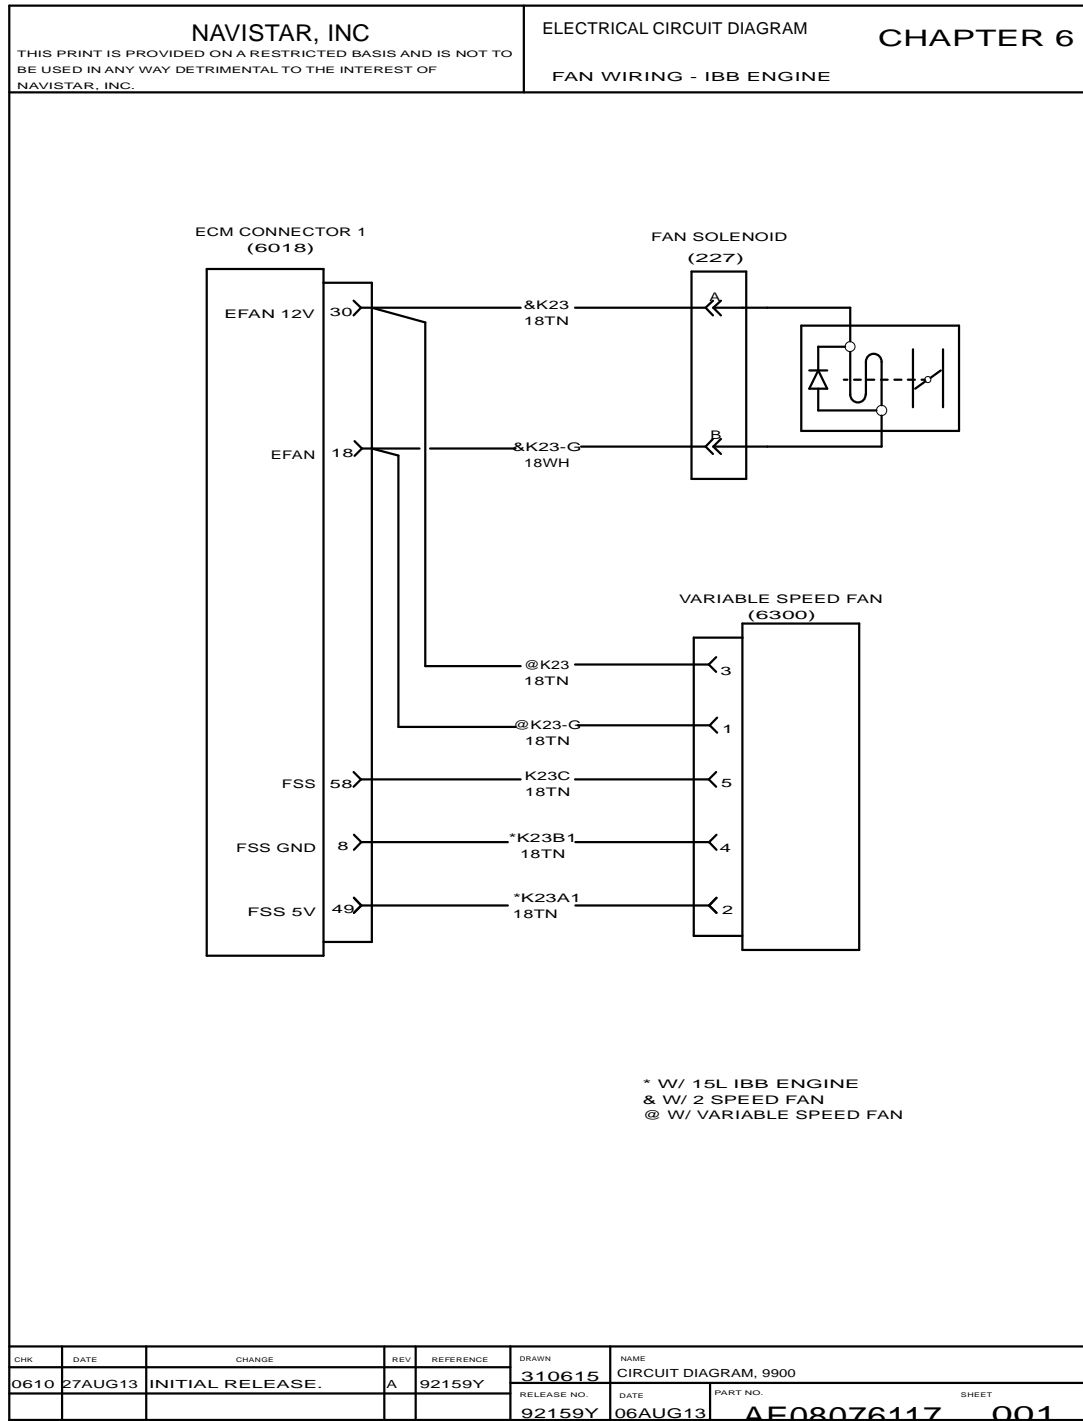 NAVISTAR, INC
THIS PRINT IS PROVIDED ON A RESTRICTED BASIS AND IS NOT TO
BE USED IN ANY WAY DETRIMENTAL TO THE INTEREST OF
NAVISTAR, INC.
ELECTRICAL CIRCUIT DIAGRAM
CHAPTER 6
FAN WIRING - IBB ENGINE
ECM CONNECTOR 1
(6018)
FAN SOLENOID
(227)
EFAN 12V
30
&K23
18TN
A
EFAN
18
&K23-G
18WH
B
VARIABLE SPEED FAN
(6300)
@K23
18TN
3
@K23-G
18TN
1
FSS
58
K23C
18TN
5
FSS GND
8
*K23B1
18TN
4
FSS 5V
49
*K23A1
18TN
2
* W/ 15L IBB ENGINE
& W/ 2 SPEED FAN
@ W/ VARIABLE SPEED FAN
CHK DATE CHANGE REV REFERENCE
0610 27AUG13 INITIAL RELEASE. A 92159Y
DRAWN
310615
NAME
CIRCUIT DIAGRAM, 9900
RELEASE NO.
92159Y
DATE
06AUG13
PART NO.
AE08076117
SHEET
001